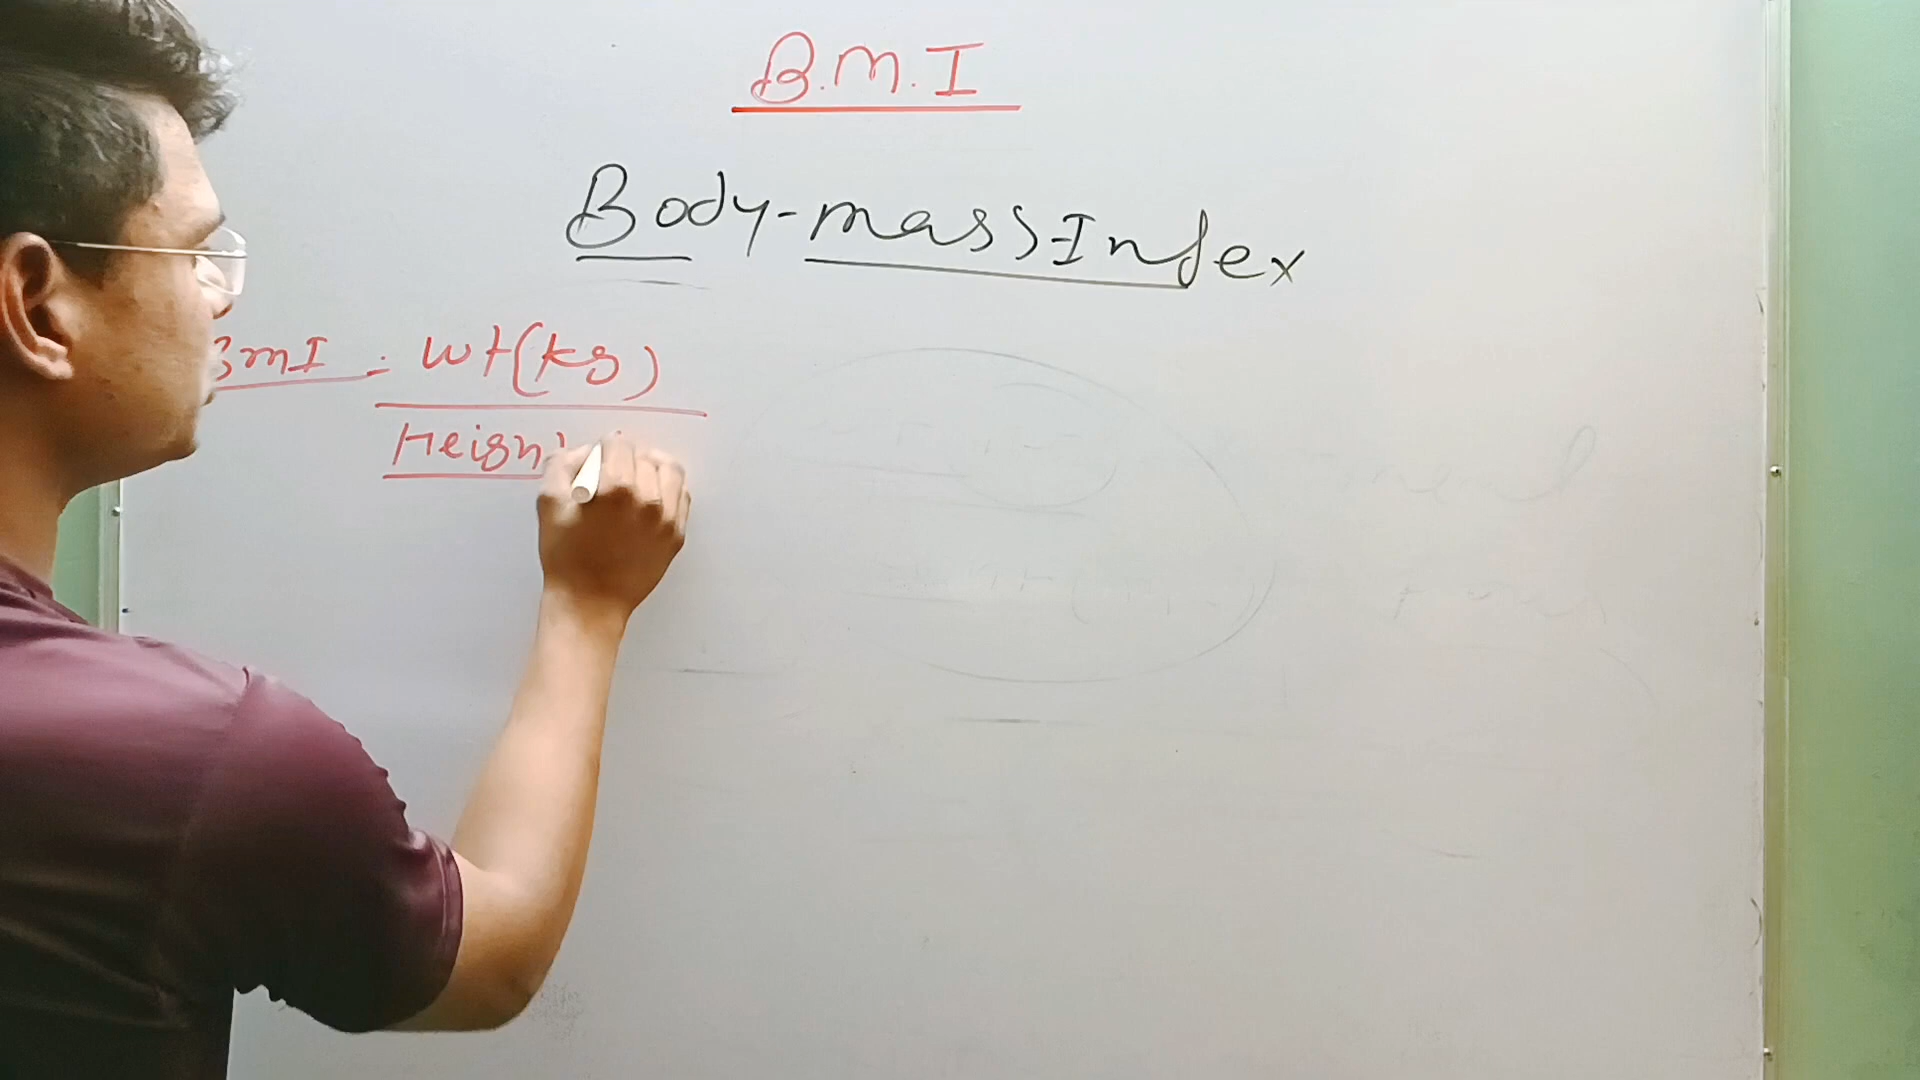 B.M.I
Body-mass-Index
BMI = wt(kg)
Height